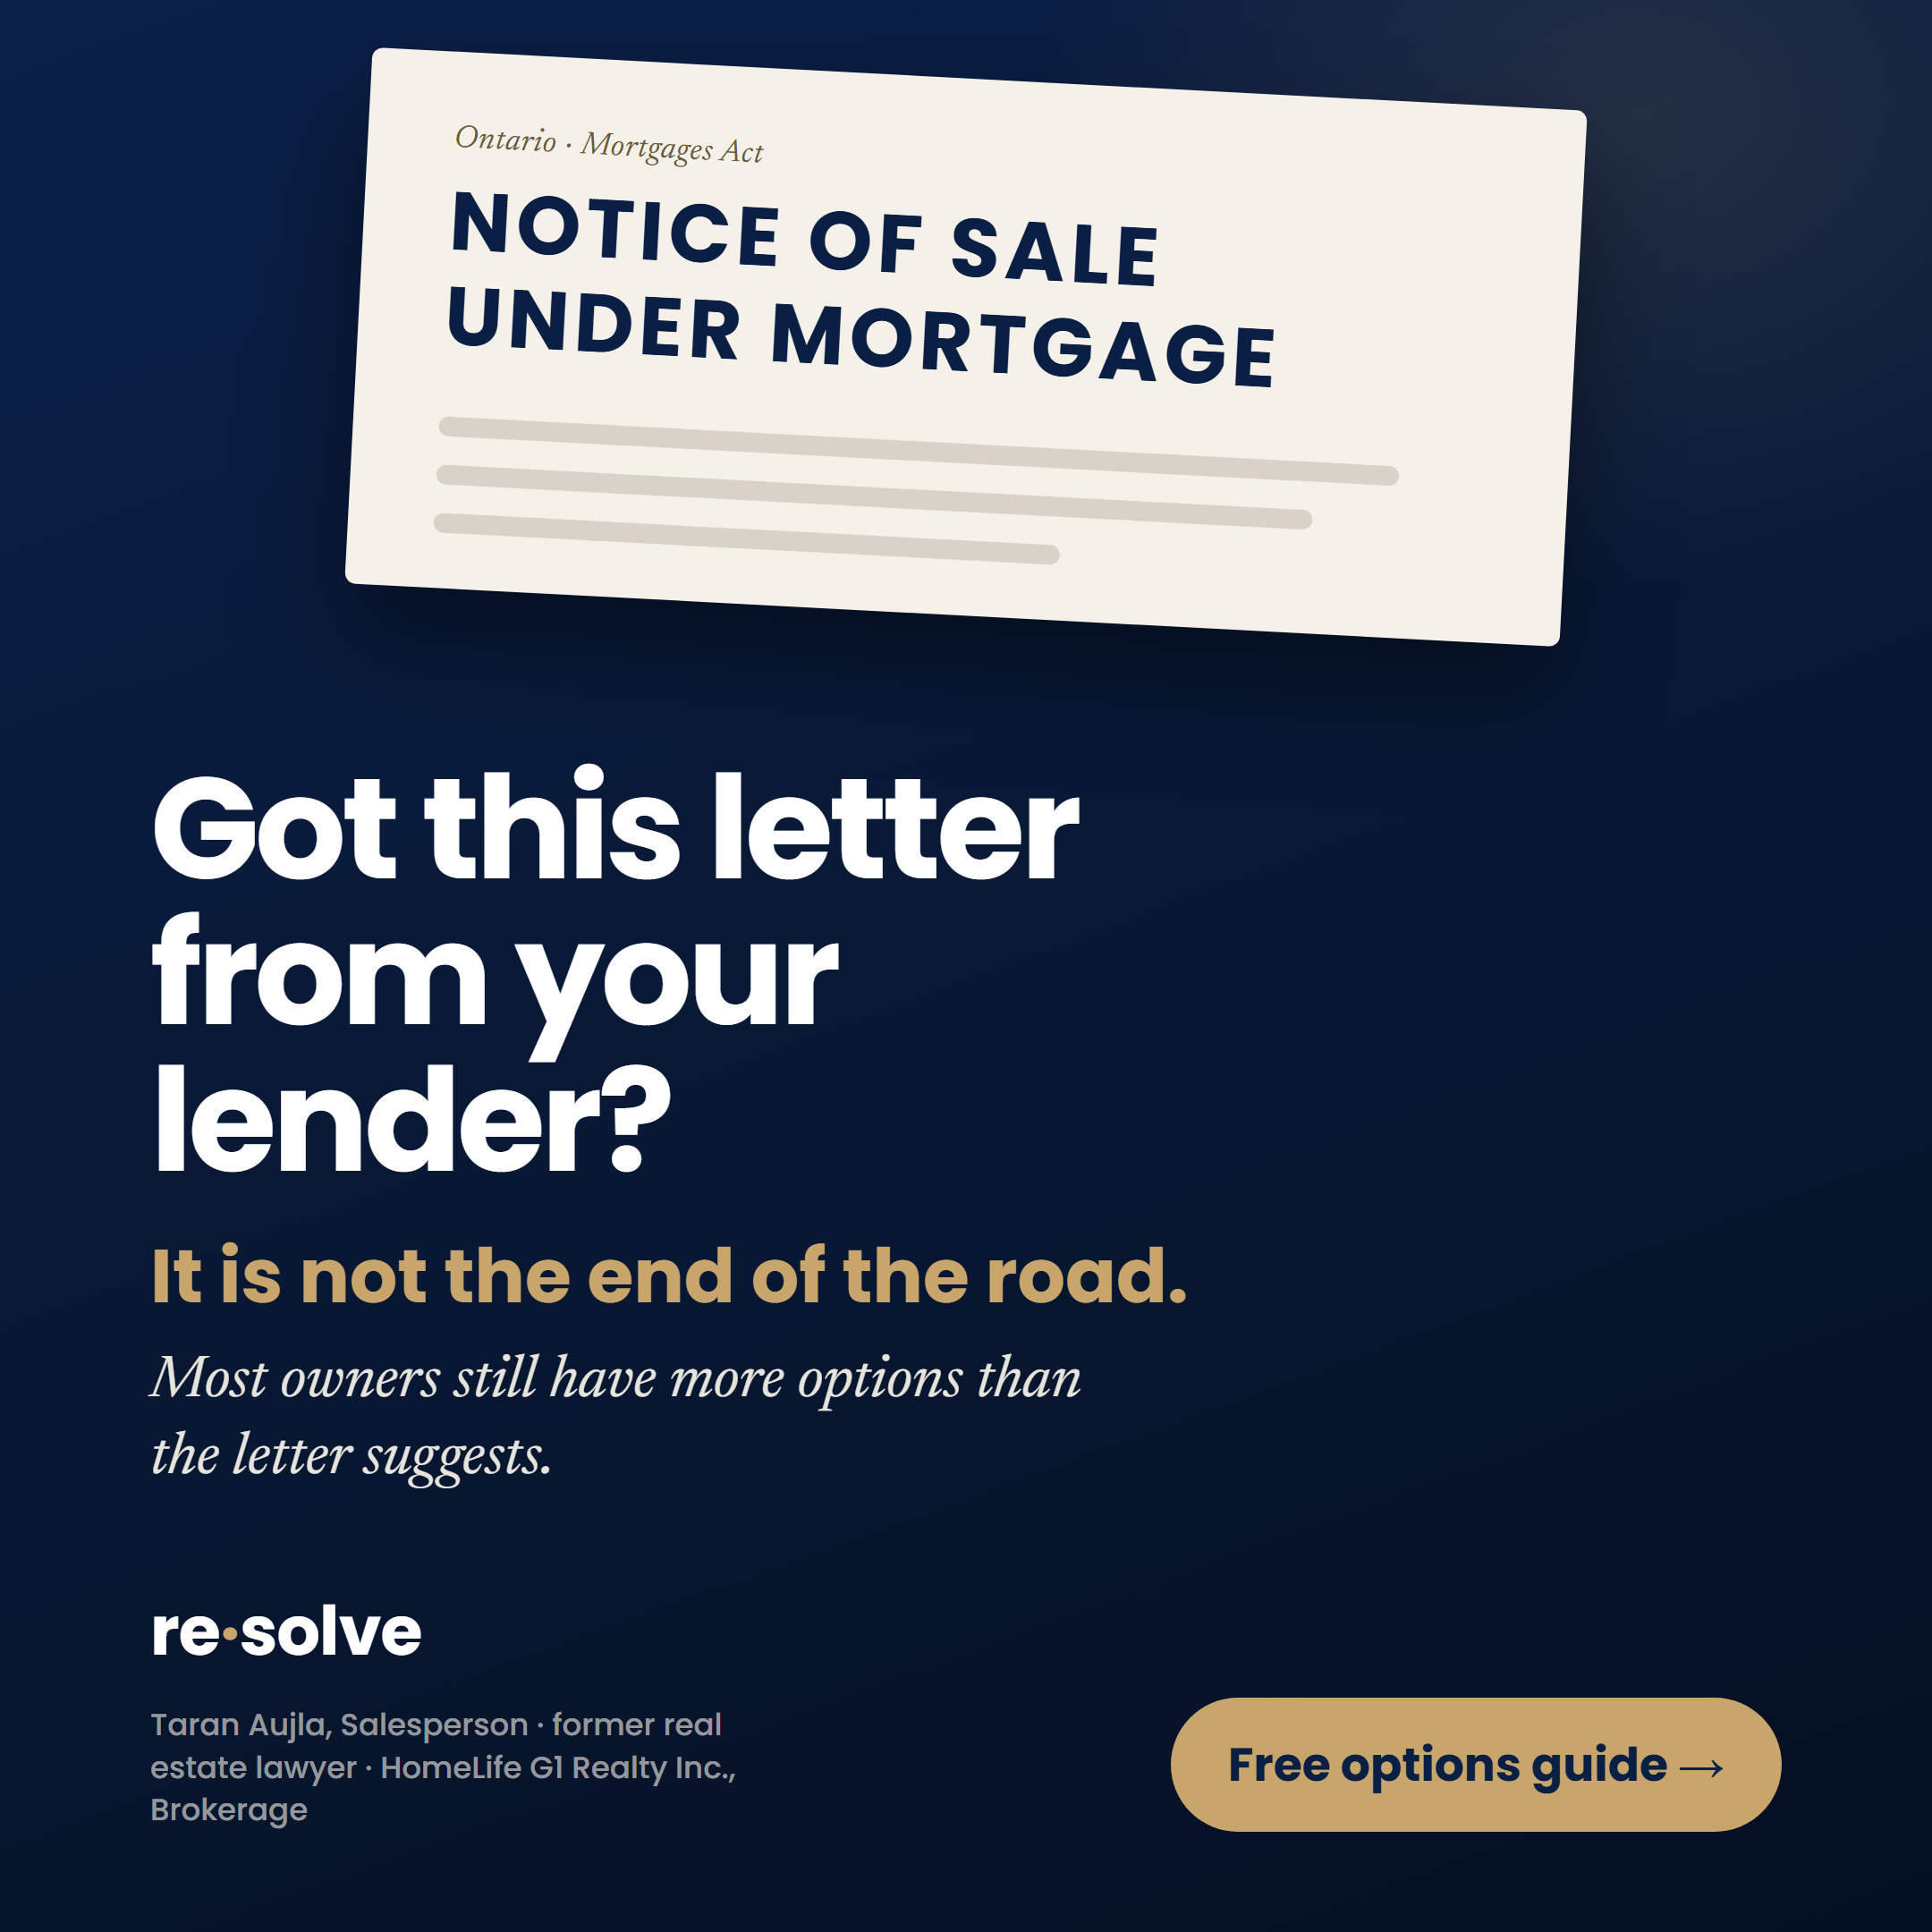 Ontario · Mortgages Act
NOTICE OF SALE
UNDER MORTGAGE
Got this letter
from your
lender?
It is not the end of the road.
Most owners still have more options than
the letter suggests.
re·solve
Taran Aujla, Salesperson · former real
estate lawyer · HomeLife G1 Realty Inc.,
Brokerage
Free options guide →